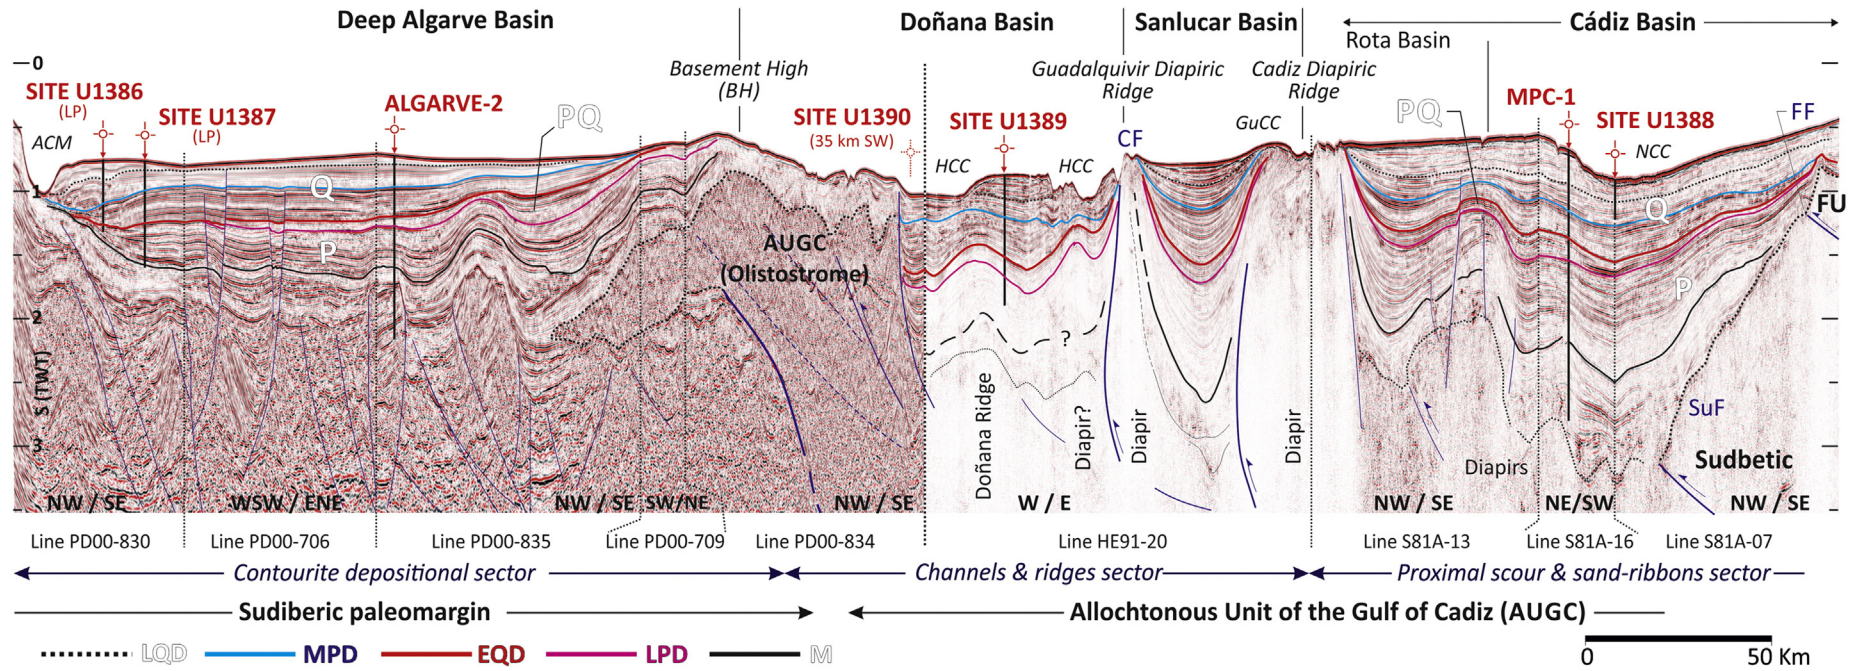 Deep Algarve Basin
Doñana Basin
Sanlucar Basin
Cádiz Basin
Rota Basin
Basement High
(BH)
Guadalquivir Diapiric
Ridge
Cadiz Diapiric
Ridge
0
SITE U1386
(LP)
SITE U1387
(LP)
ALGARVE-2
PQ
SITE U1390
(35 km SW)
SITE U1389
CF
GuCC
PQ
MPC-1
SITE U1388
FF
ACM
HCC
HCC
NCC
1
Q
Q
FU
P
AUGC
(Olistostrome)
P
2
?
S (TWT)
Doñana Ridge
Diapir?
Diapir
Diapir
SuF
3
Diapirs
Sudbetic
NW / SE
WSW / ENE
NW / SE
SW/NE
NW / SE
W / E
NW / SE
NE/SW
NW / SE
Line PD00-830
Line PD00-706
Line PD00-835
Line PD00-709
Line PD00-834
Line HE91-20
Line S81A-13
Line S81A-16
Line S81A-07
Contourite depositional sector
Channels & ridges sector
Proximal scour & sand-ribbons sector
Sudiberic paleomargin
Allochtonous Unit of the Gulf of Cadiz (AUGC)
LQD
MPD
EQD
LPD
M
0
50 Km